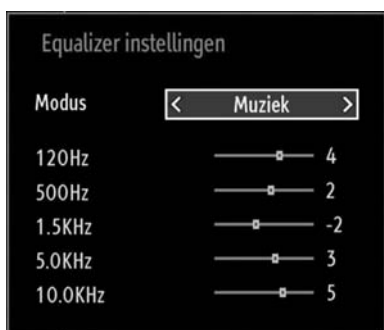 Equalizer instellingen
Modus < Muziek >
120Hz 4
500Hz 2
1.5KHz -2
5.0KHz 3
10.0KHz 5